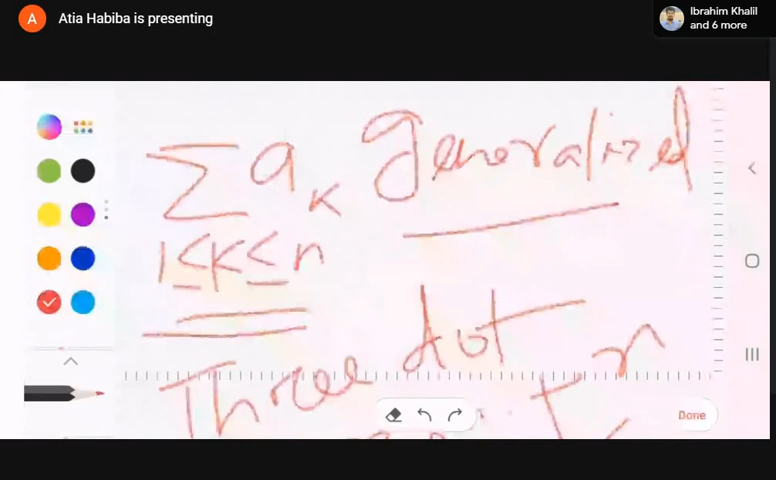 A Atia Habiba is presenting
Ibrahim Khalil
and 6 more
∑ a_K generalized
1≤K≤n
Three dot
Done